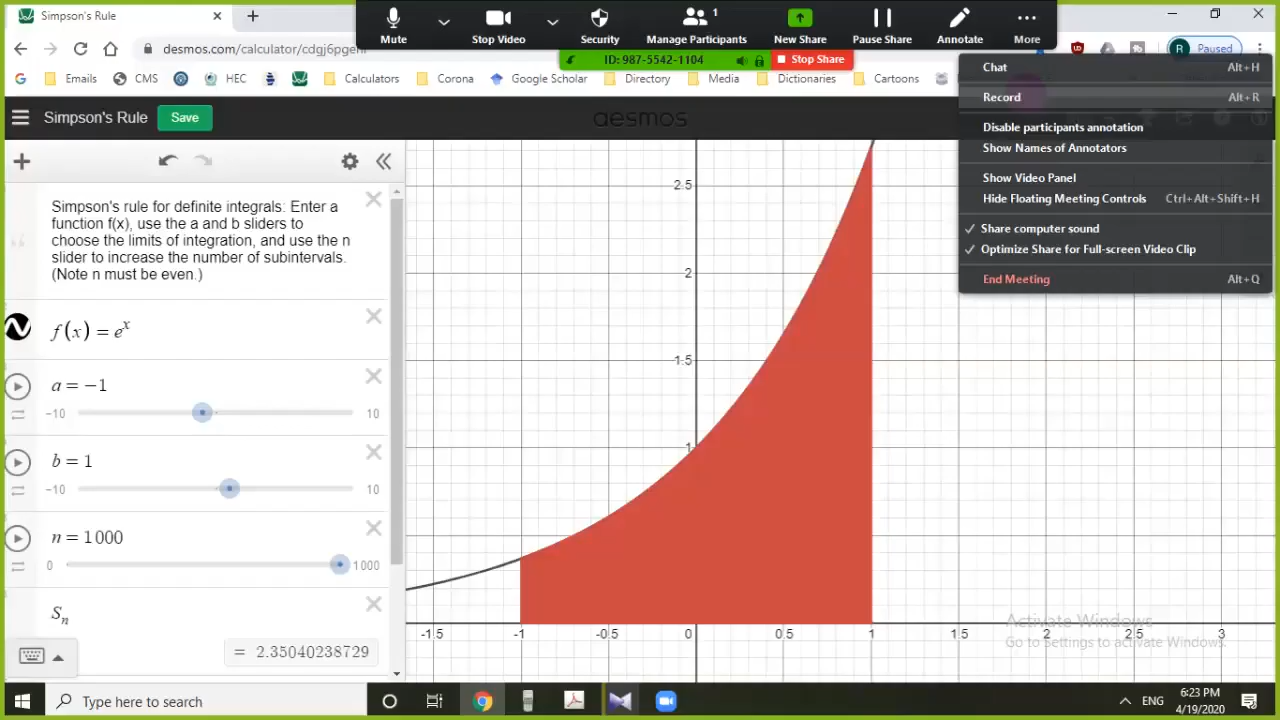 Simpson's Rule
Mute
Stop Video
Security
1
Manage Participants
New Share
Pause Share
Annotate
More
desmos.com/calculator/cdgj6pgen
ID: 987-5542-1104
Stop Share
R Paused
G Emails CMS HEC Calculators Corona Google Scholar Directory Media Dictionaries Cartoons
Chat Alt+H
Record Alt+R
Disable participants annotation
Show Names of Annotators
Show Video Panel
Hide Floating Meeting Controls Ctrl+Alt+Shift+H
✓ Share computer sound
✓ Optimize Share for Full-screen Video Clip
End Meeting Alt+Q
Simpson's Rule Save
desmos
Simpson's rule for definite integrals: Enter a
function f(x), use the a and b sliders to
choose the limits of integration, and use the n
slider to increase the number of subintervals.
(Note n must be even.)
f(x) = e^x
a = −1
-10 10
b = 1
-10 10
n = 1000
0 1000
S_n
= 2.35040238729
2.5
2
1.5
1
-1.5 -1 -0.5 0 0.5 1 1.5 2 2.5 3
Activate Windows
Go to Settings to activate Windows.
Type here to search
ENG
6:23 PM
4/19/2020